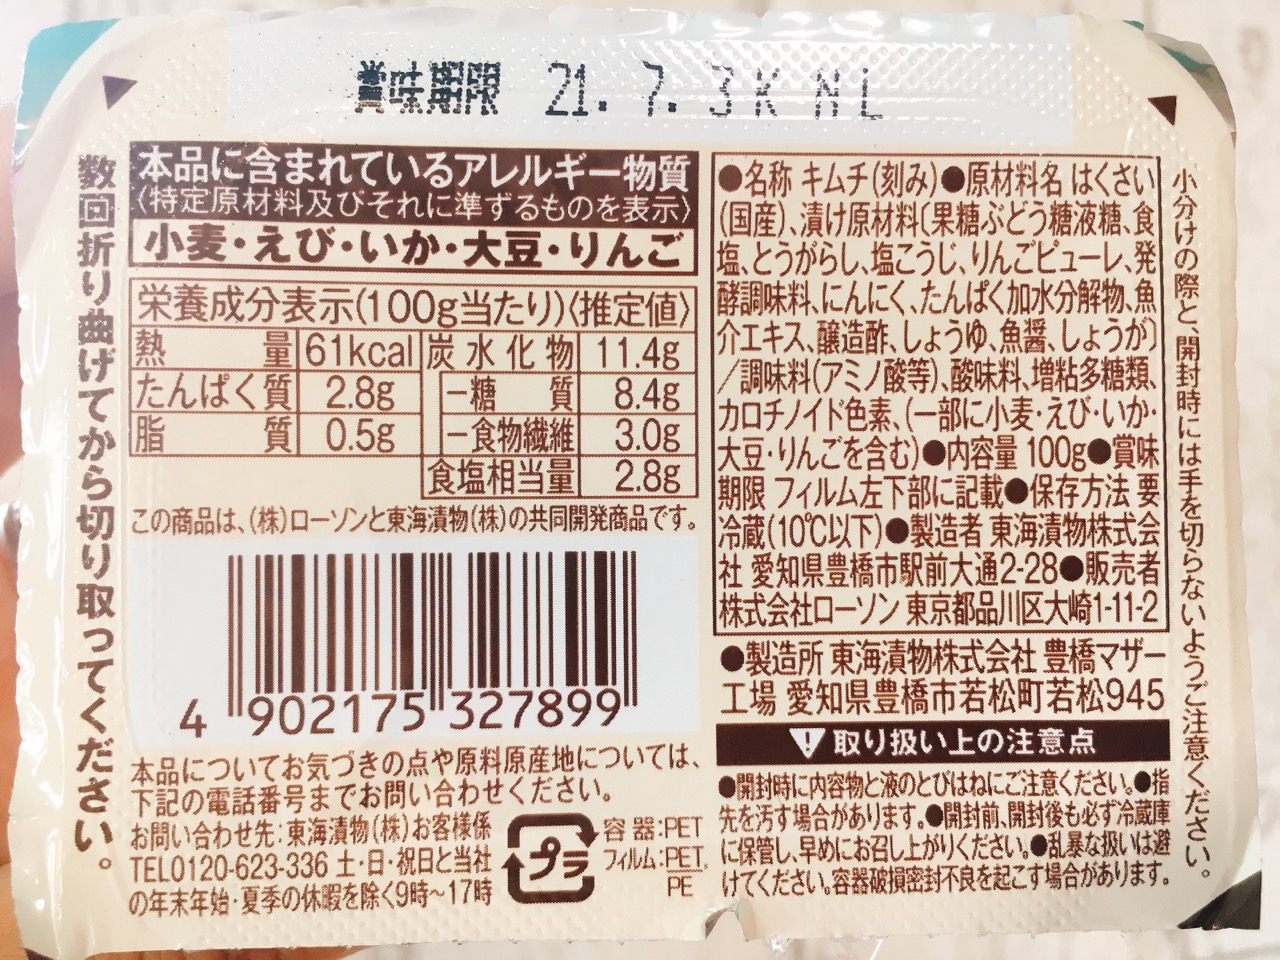 賞味期限 21. 7. 3 K N L
数回折り曲げてから切り取ってください。
本品に含まれているアレルギー物質
〈特定原材料及びそれに準ずるものを表示〉
小麦・えび・いか・大豆・りんご
栄養成分表示(100g当たり)〈推定値〉
熱量 61kcal 炭水化物 11.4g
たんぱく質 2.8g −糖質 8.4g
脂質 0.5g −食物繊維 3.0g
食塩相当量 2.8g
この商品は、(株)ローソンと東海漬物(株)の共同開発商品です。
4 902175 327899
本品についてお気づきの点や原料原産地については、
下記の電話番号までお問い合わせください。
お問い合わせ先:東海漬物(株)お客様係
TEL0120-623-336 土・日・祝日と当社
の年末年始・夏季の休暇を除く9時〜17時
プラ
容器:PET
フィルム:PET,
PE
●名称 キムチ(刻み)●原材料名 はくさい
(国産)、漬け原材料(果糖ぶどう糖液糖、食
塩、とうがらし、塩こうじ、りんごピューレ、発
酵調味料、にんにく、たんぱく加水分解物、魚
介エキス、醸造酢、しょうゆ、魚醤、しょうが)
/調味料(アミノ酸等)、酸味料、増粘多糖類、
カロチノイド色素、(一部に小麦・えび・いか・
大豆・りんごを含む)●内容量 100g●賞味
期限 フィルム左下部に記載●保存方法 要
冷蔵(10℃以下)●製造者 東海漬物株式会
社 愛知県豊橋市駅前大通2-28●販売者
株式会社ローソン 東京都品川区大崎1-11-2
●製造所 東海漬物株式会社 豊橋マザー
工場 愛知県豊橋市若松町若松945
取り扱い上の注意点
●開封時に内容物と液のとびはねにご注意ください。●指
先を汚す場合があります。●開封前、開封後も必ず冷蔵庫
に保管し、早めにお召し上がりください。●乱暴な扱いは避
けてください。容器破損密封不良を起こす場合があります。
小分けの際と、開封時には手を切らないようご注意ください。